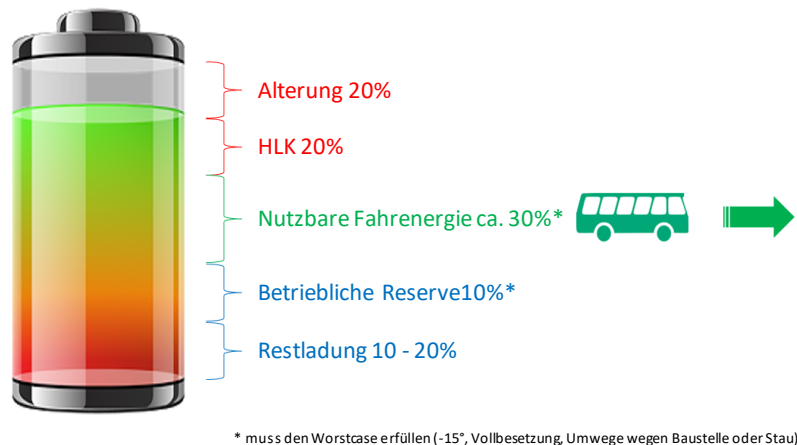 Alterung 20%
HLK 20%
Nutzbare Fahrenergie ca. 30%*
Betriebliche Reserve10%*
Restladung 10 - 20%
* muss den Worstcase erfüllen (-15°, Vollbesetzung, Umwege wegen Baustelle oder Stau)